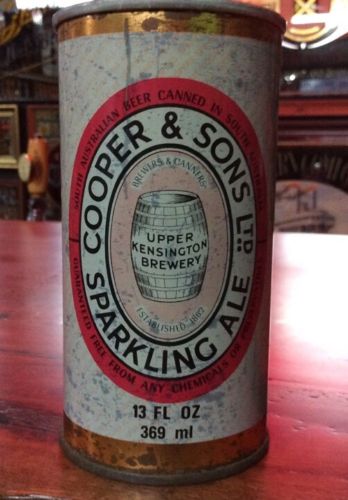 SOUTH AUSTRALIAN BEER CANNED IN SOUTH
COOPER & SONS LTD.
BREWERS & CANNERS
UPPER
KENSINGTON
BREWERY
ESTABLISHED 1862
SPARKLING ALE
GUARANTEED FREE FROM ANY CHEMICALS OR
13 FL OZ
369 ml